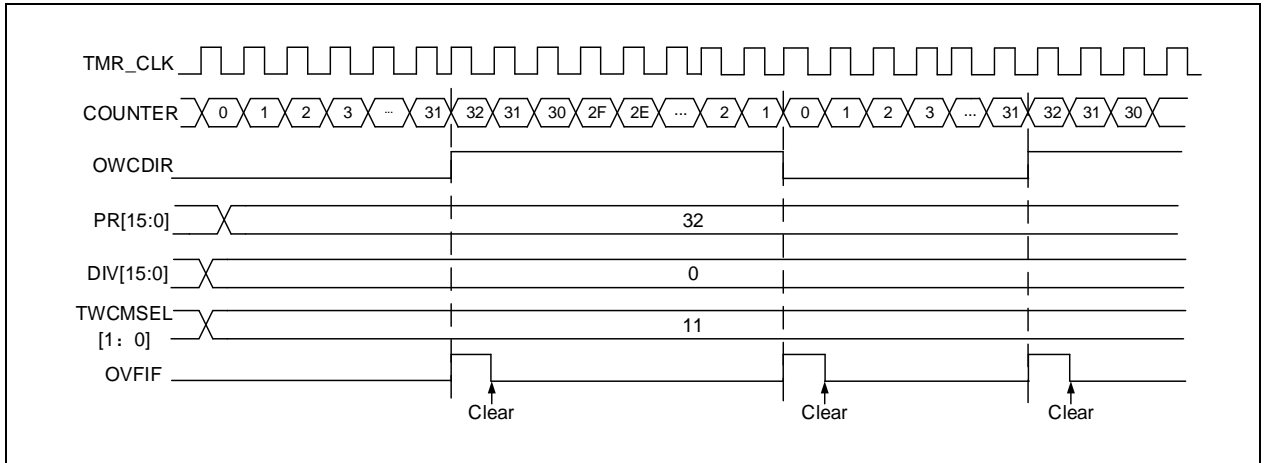 TMR_CLK
COUNTER 0 1 2 3 ... 31 32 31 30 2F 2E ... 2 1 0 1 2 3 ... 31 32 31 30
OWCDIR
PR[15:0] 32
DIV[15:0] 0
TWCMSEL
[1：0] 11
OVFIF
Clear Clear Clear